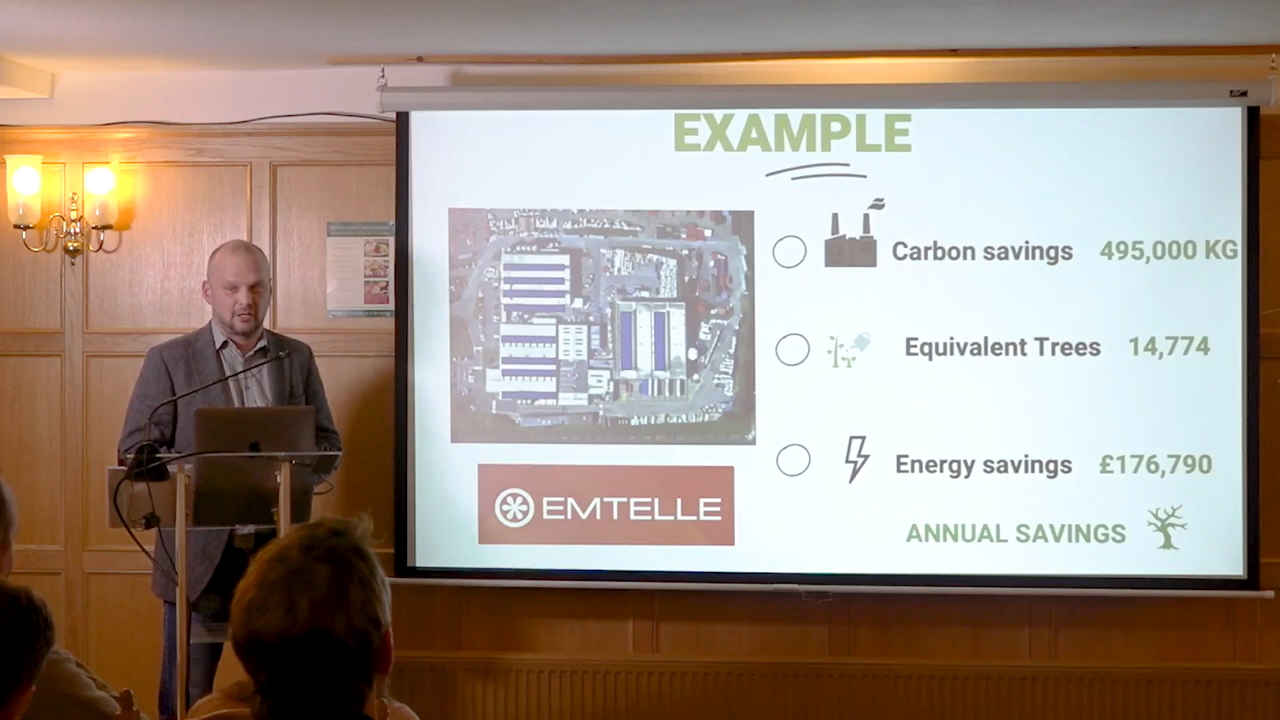 EXAMPLE
Carbon savings 495,000 KG
Equivalent Trees 14,774
EMTELLE
Energy savings £176,790
ANNUAL SAVINGS